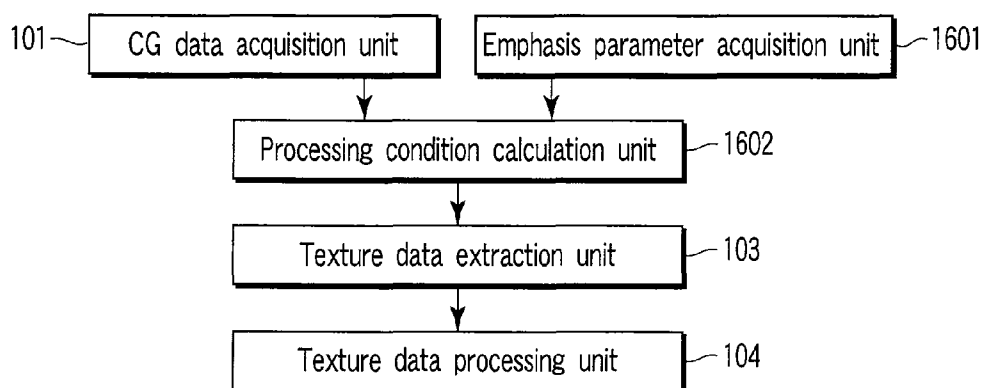 101
CG data acquisition unit
Emphasis parameter acquisition unit
1601
Processing condition calculation unit
1602
Texture data extraction unit
103
Texture data processing unit
104